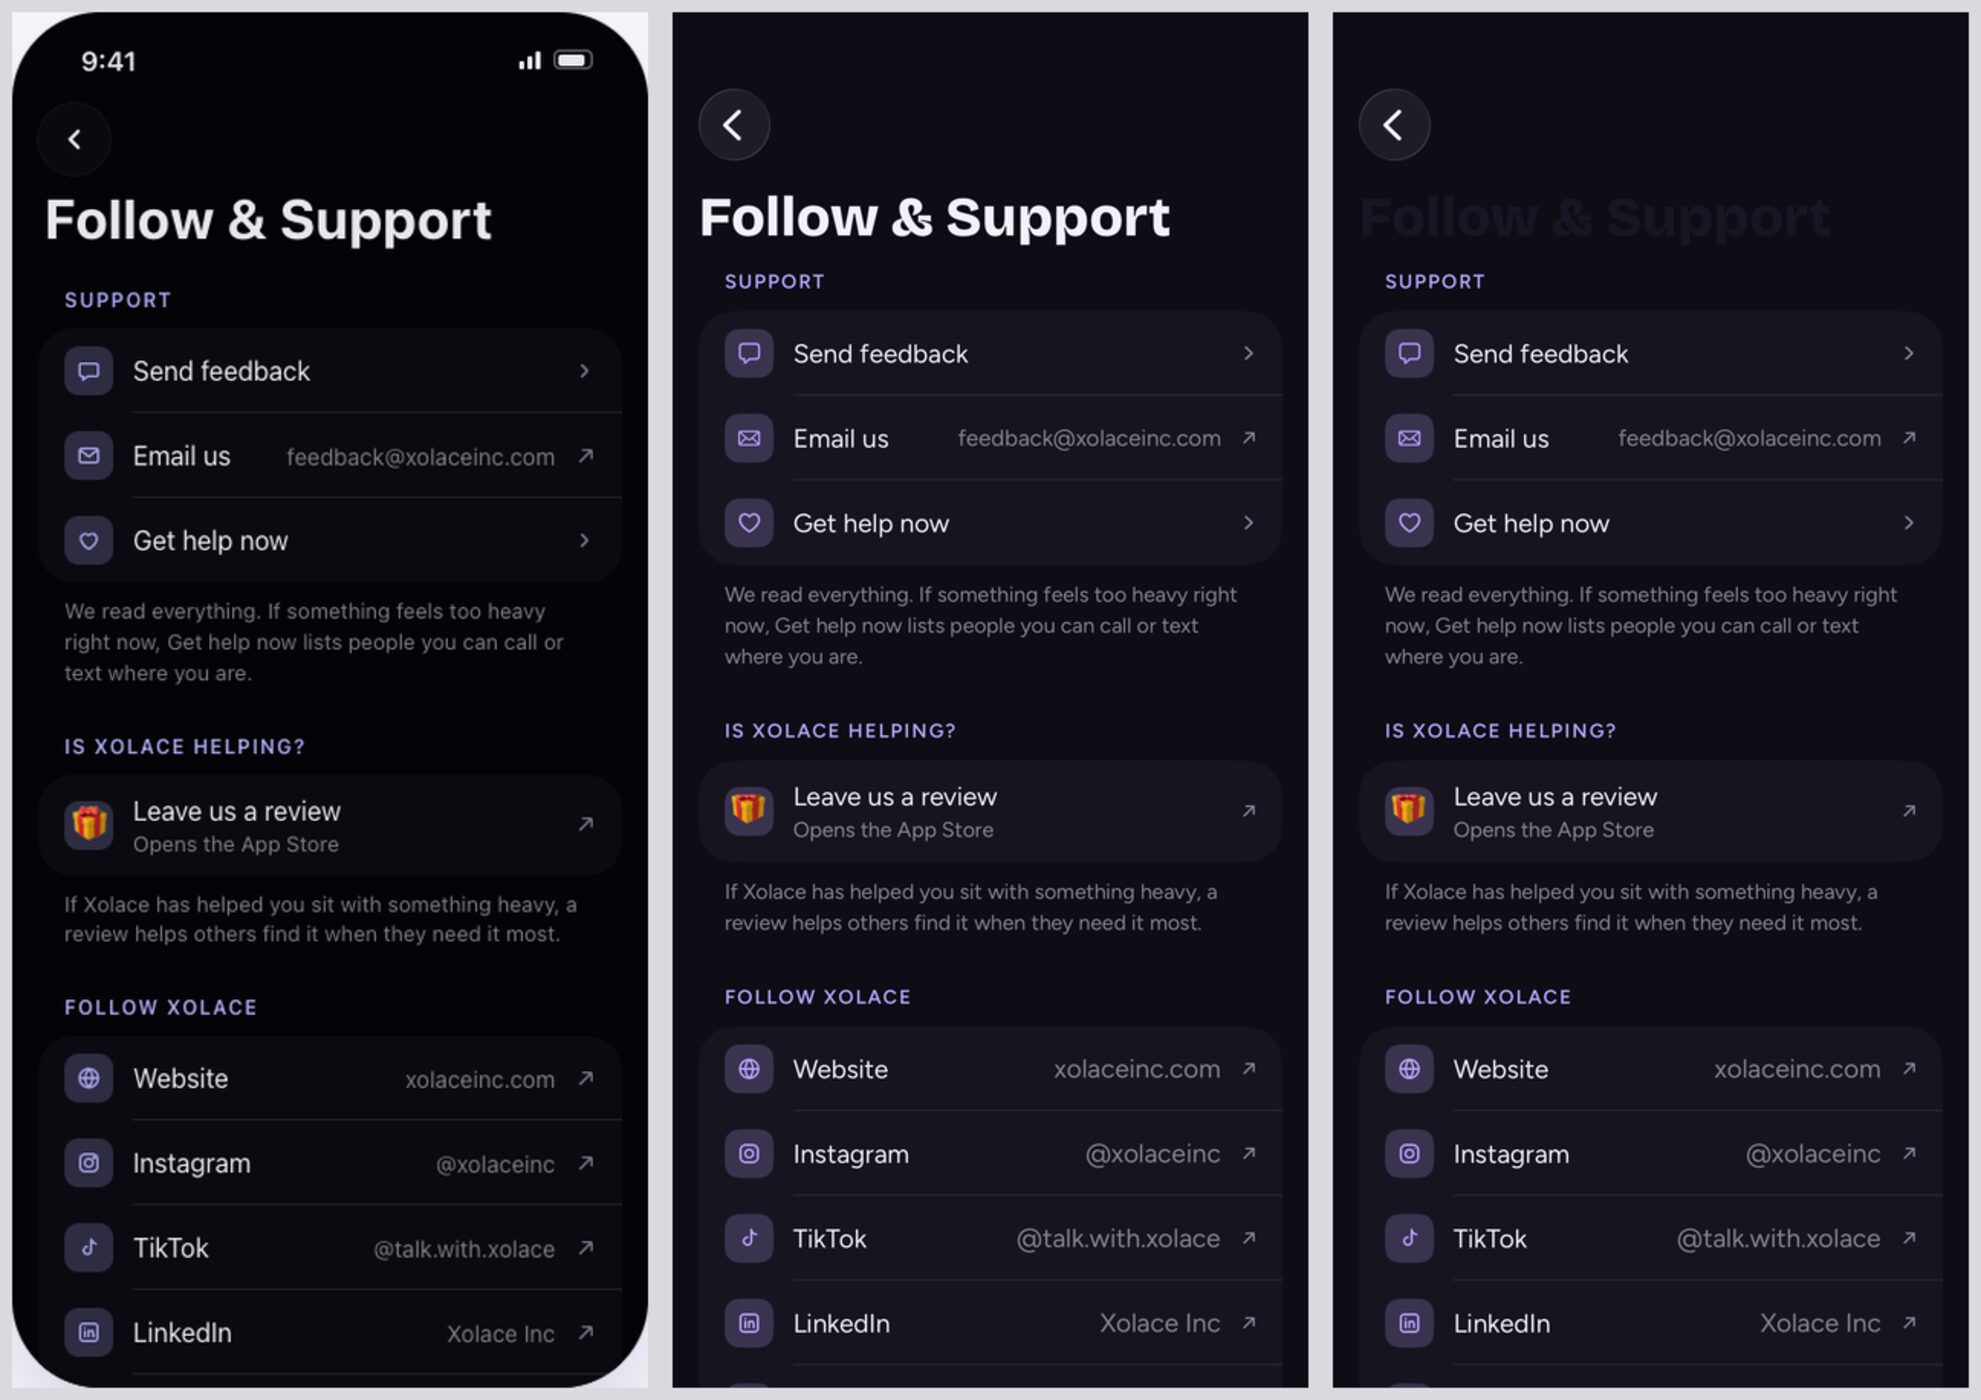 9:41
Follow & Support
SUPPORT
Send feedback
Email us feedback@xolaceinc.com
Get help now
We read everything. If something feels too heavy
right now, Get help now lists people you can call or
text where you are.
IS XOLACE HELPING?
Leave us a review
Opens the App Store
If Xolace has helped you sit with something heavy, a
review helps others find it when they need it most.
FOLLOW XOLACE
Website xolaceinc.com
Instagram @xolaceinc
TikTok @talk.with.xolace
LinkedIn Xolace Inc
Follow & Support
SUPPORT
Send feedback
Email us feedback@xolaceinc.com
Get help now
We read everything. If something feels too heavy right
now, Get help now lists people you can call or text
where you are.
IS XOLACE HELPING?
Leave us a review
Opens the App Store
If Xolace has helped you sit with something heavy, a
review helps others find it when they need it most.
FOLLOW XOLACE
Website xolaceinc.com
Instagram @xolaceinc
TikTok @talk.with.xolace
LinkedIn Xolace Inc
Follow & Support
SUPPORT
Send feedback
Email us feedback@xolaceinc.com
Get help now
We read everything. If something feels too heavy right
now, Get help now lists people you can call or text
where you are.
IS XOLACE HELPING?
Leave us a review
Opens the App Store
If Xolace has helped you sit with something heavy, a
review helps others find it when they need it most.
FOLLOW XOLACE
Website xolaceinc.com
Instagram @xolaceinc
TikTok @talk.with.xolace
LinkedIn Xolace Inc